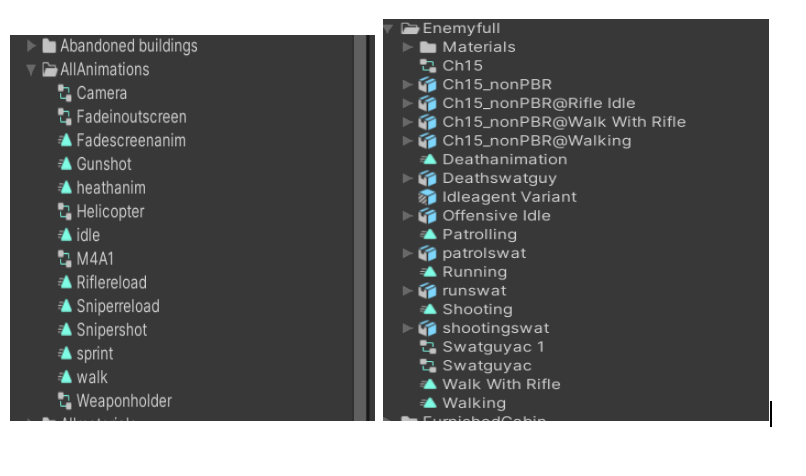 Abandoned buildings
AllAnimations
Camera
Fadeinoutscreen
Fadescreenanim
Gunshot
heathanim
Helicopter
idle
M4A1
Riflereload
Sniperreload
Snipershot
sprint
walk
Weaponholder
Enemyfull
Materials
Ch15
Ch15_nonPBR
Ch15_nonPBR@Rifle Idle
Ch15_nonPBR@Walk With Rifle
Ch15_nonPBR@Walking
Deathanimation
Deathswatguy
Idleagent Variant
Offensive Idle
Patrolling
patrolswat
Running
runswat
Shooting
shootingswat
Swatguyac 1
Swatguyac
Walk With Rifle
Walking